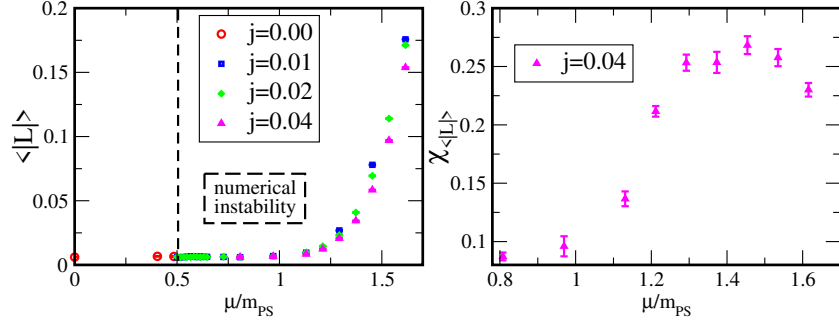 0.2
0.15
0.1
0.05
0
<|L|>
j=0.00
j=0.01
j=0.02
j=0.04
numerical
instability
0 0.5 1 1.5
μ/m_PS
j=0.04
0.3
0.25
0.2
0.15
0.1
χ_<|L|>
0.8 1 1.2 1.4 1.6
μ/m_PS